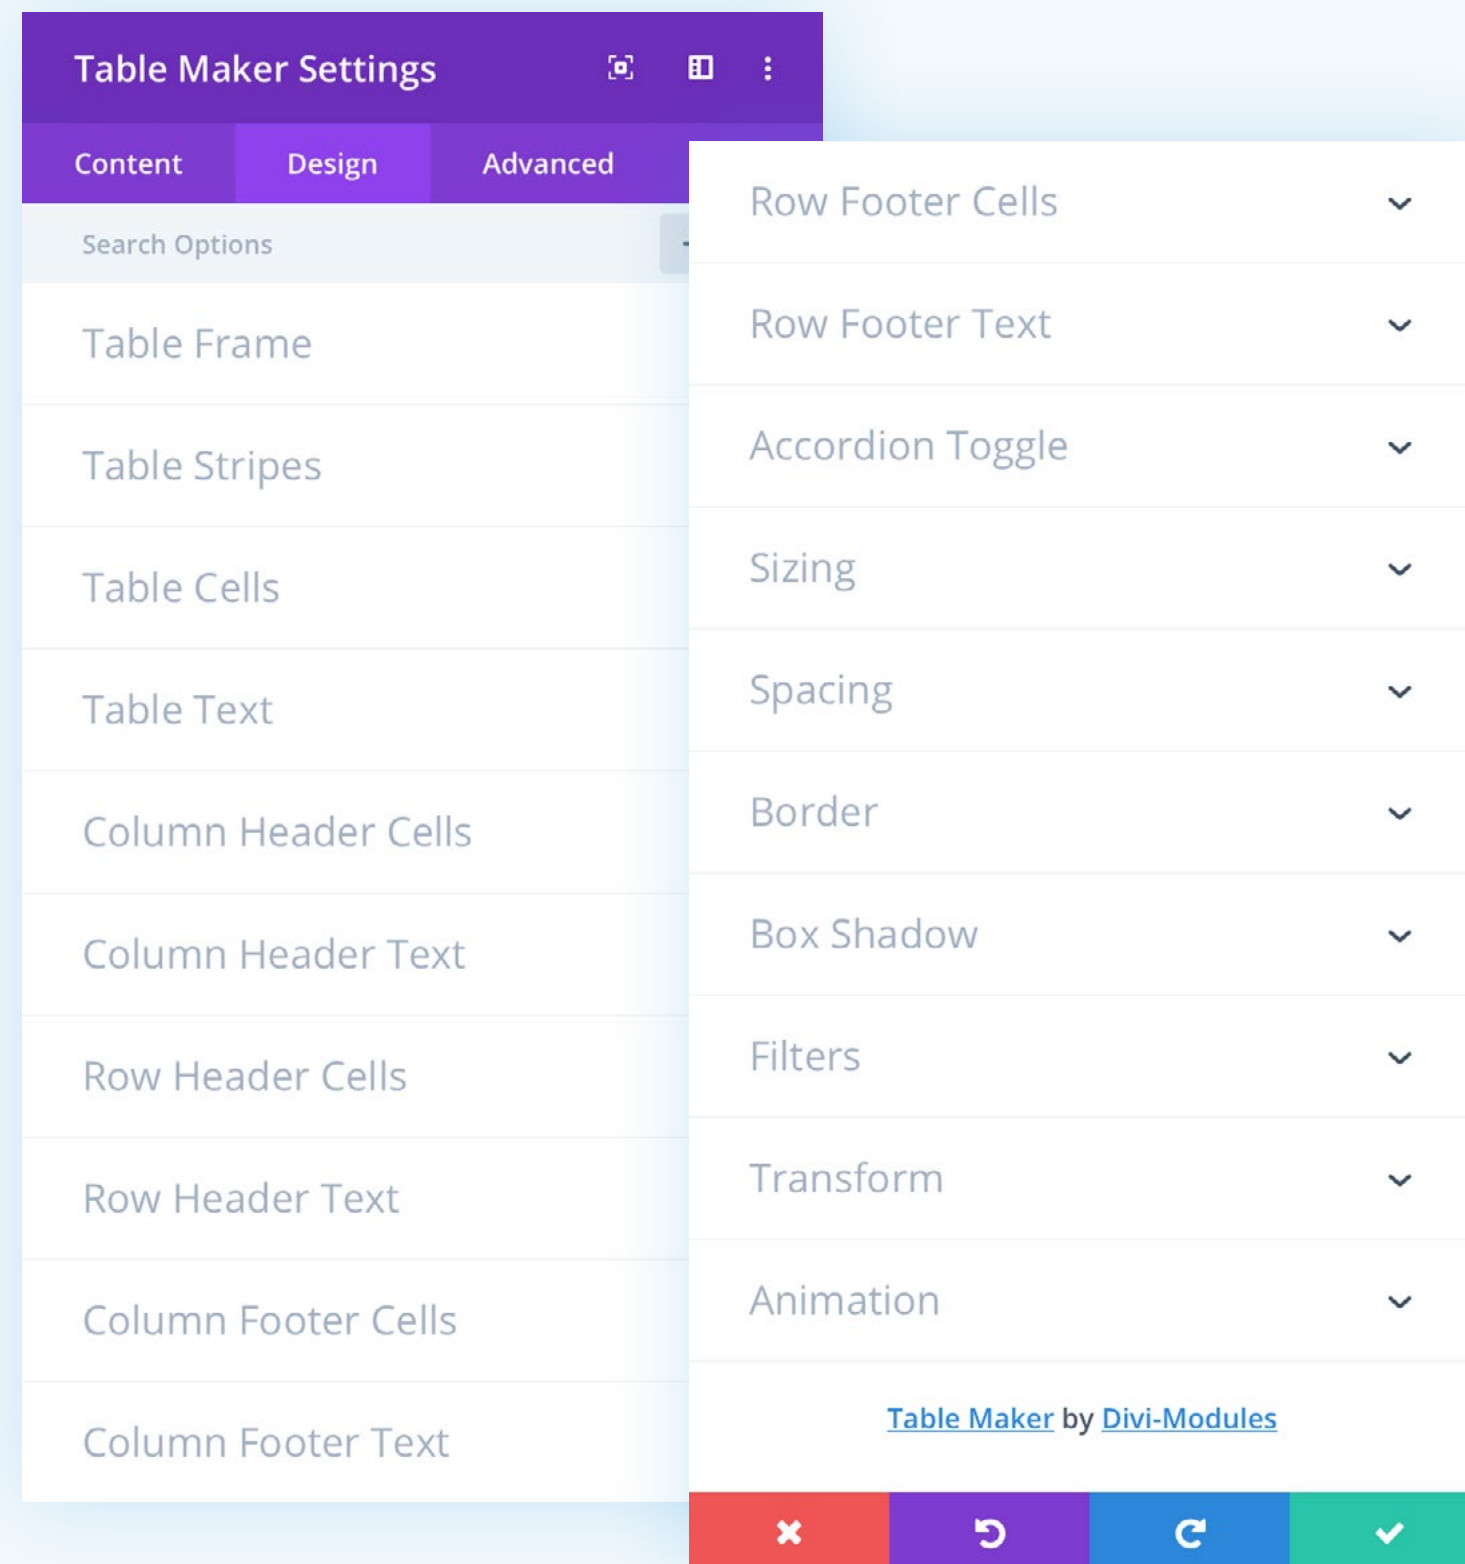 Table Maker Settings
Content
Design
Advanced
Search Options
Table Frame
Table Stripes
Table Cells
Table Text
Column Header Cells
Column Header Text
Row Header Cells
Row Header Text
Column Footer Cells
Column Footer Text
Row Footer Cells
Row Footer Text
Accordion Toggle
Sizing
Spacing
Border
Box Shadow
Filters
Transform
Animation
Table Maker by Divi-Modules